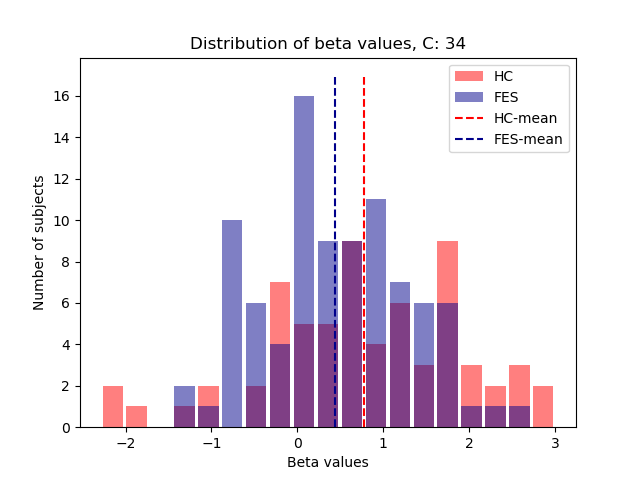 Distribution of beta values, C: 34
HC
FES
HC-mean
FES-mean
Number of subjects
16
14
12
10
8
6
4
2
0
−2
−1
0
1
2
3
Beta values